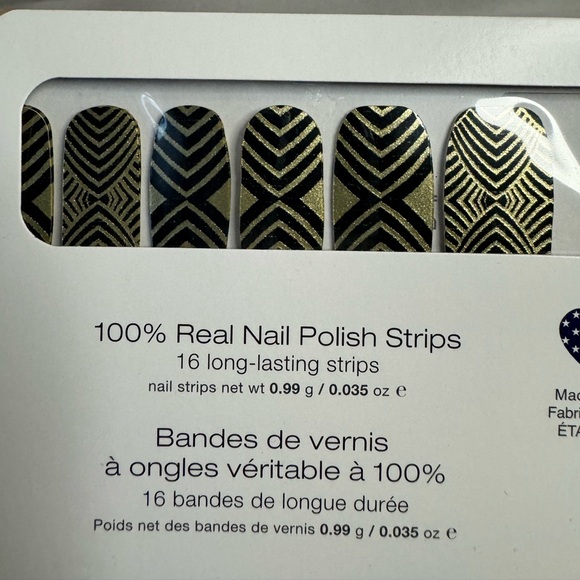 100% Real Nail Polish Strips
16 long-lasting strips
nail strips net wt 0.99 g / 0.035 oz ℮
Bandes de vernis
à ongles véritable à 100%
16 bandes de longue durée
Poids net des bandes de vernis 0.99 g / 0.035 oz ℮